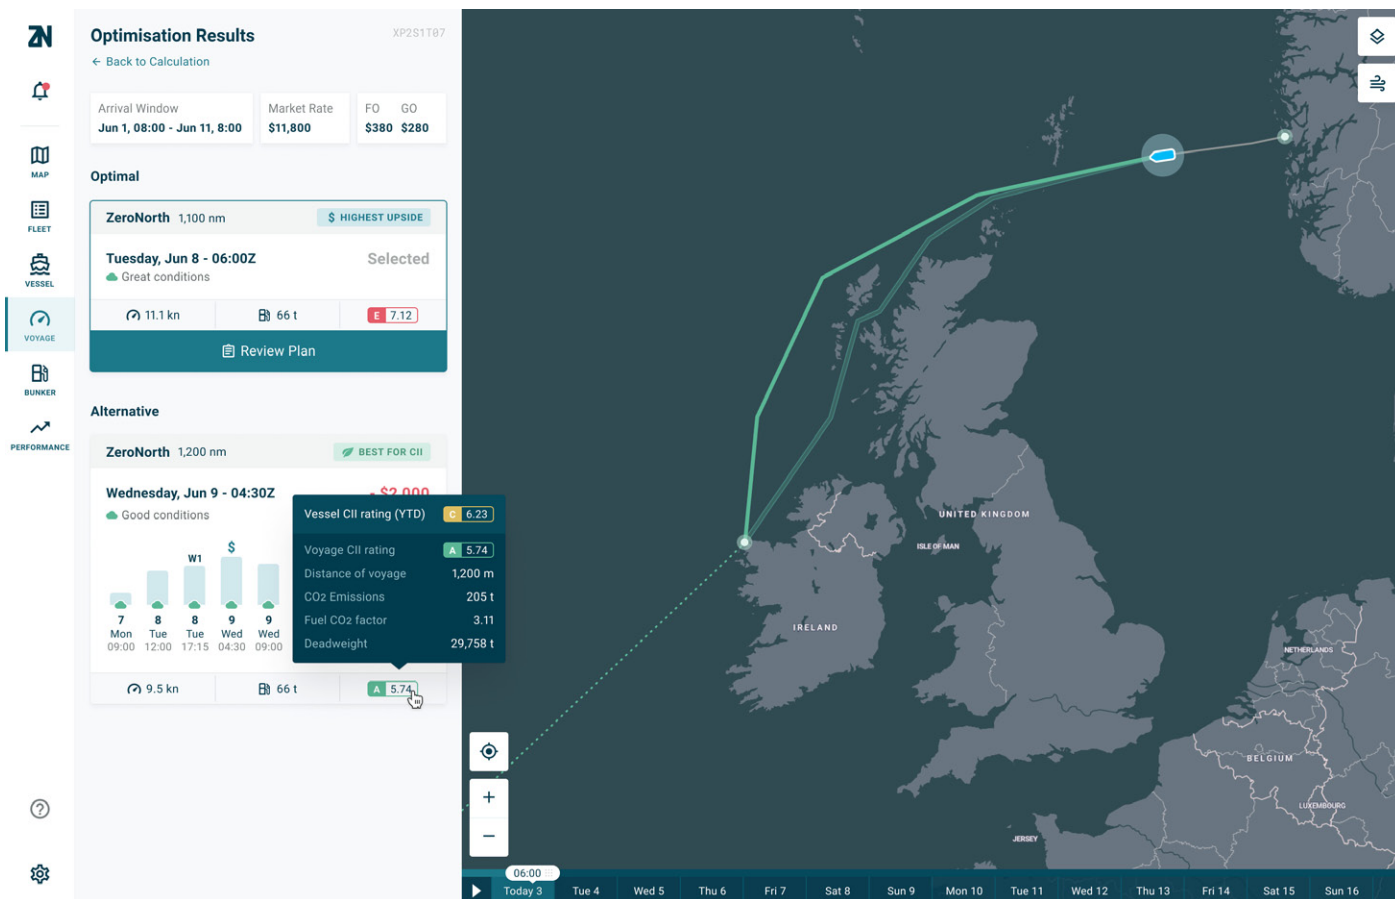 ZN
Optimisation Results
XP2S1T07
← Back to Calculation
Arrival Window
Jun 1, 08:00 - Jun 11, 8:00
Market Rate
$11,800
FO GO
$380 $280
MAP
FLEET
VESSEL
VOYAGE
BUNKER
PERFORMANCE
Optimal
ZeroNorth 1,100 nm
$ HIGHEST UPSIDE
Tuesday, Jun 8 - 06:00Z
Selected
Great conditions
11.1 kn
66 t
E 7.12
Review Plan
Alternative
ZeroNorth 1,200 nm
BEST FOR CII
Wednesday, Jun 9 - 04:30Z
- $2,000
Good conditions
W1
$
7 8 8 9 9
Mon Tue Tue Wed Wed
09:00 12:00 17:15 04:30 09:00
Vessel CII rating (YTD) C 6.23
Voyage CII rating A 5.74
Distance of voyage 1,200 m
CO2 Emissions 205 t
Fuel CO2 factor 3.11
Deadweight 29,758 t
9.5 kn
66 t
A 5.74
UNITED KINGDOM
ISLE OF MAN
IRELAND
NETHERLANDS
BELGIUM
LUXEMBOURG
JERSEY
+
−
?
06:00
Today 3 Tue 4 Wed 5 Thu 6 Fri 7 Sat 8 Sun 9 Mon 10 Tue 11 Wed 12 Thu 13 Fri 14 Sat 15 Sun 16